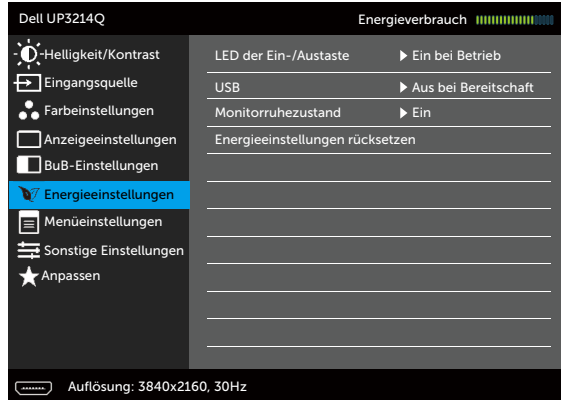 Dell UP3214Q Energieverbrauch
Helligkeit/Kontrast LED der Ein-/Austaste Ein bei Betrieb
Eingangsquelle USB Aus bei Bereitschaft
Farbeinstellungen Monitorruhezustand Ein
Anzeigeeinstellungen Energieeinstellungen rücksetzen
BuB-Einstellungen
Energieeinstellungen
Menüeinstellungen
Sonstige Einstellungen
Anpassen
Auflösung: 3840x2160, 30Hz